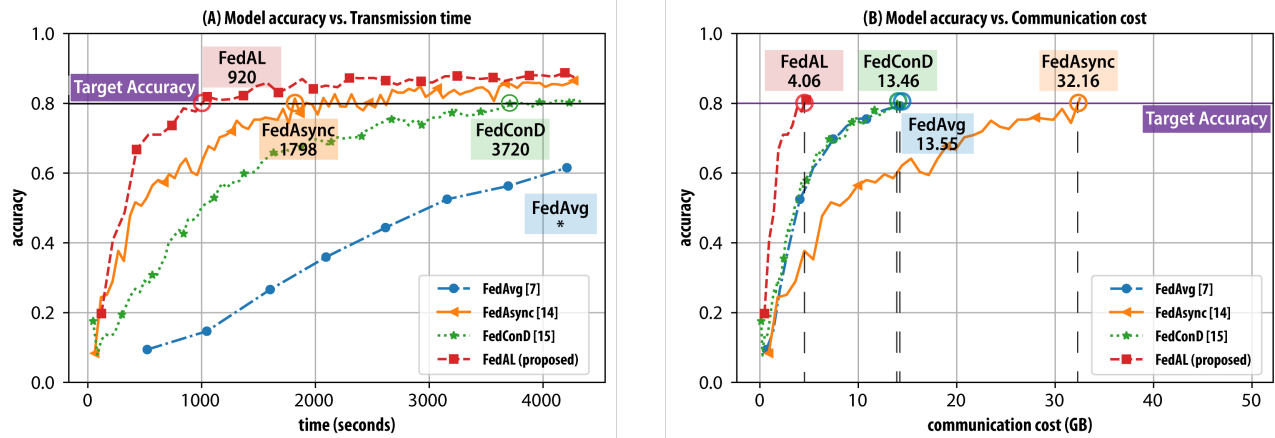 (A) Model accuracy vs. Transmission time
1.0
0.8
0.6
0.4
0.2
0.0
accuracy
0
1000
2000
3000
4000
time (seconds)
Target Accuracy
FedAL
920
FedAsync
1798
FedConD
3720
FedAvg
*
FedAvg [7]
FedAsync [14]
FedConD [15]
FedAL (proposed)
(B) Model accuracy vs. Communication cost
1.0
0.8
0.6
0.4
0.2
0.0
accuracy
0
10
20
30
40
50
communication cost (GB)
FedAL
4.06
FedConD
13.46
FedAsync
32.16
FedAvg
13.55
Target Accuracy
FedAvg [7]
FedAsync [14]
FedConD [15]
FedAL (proposed)